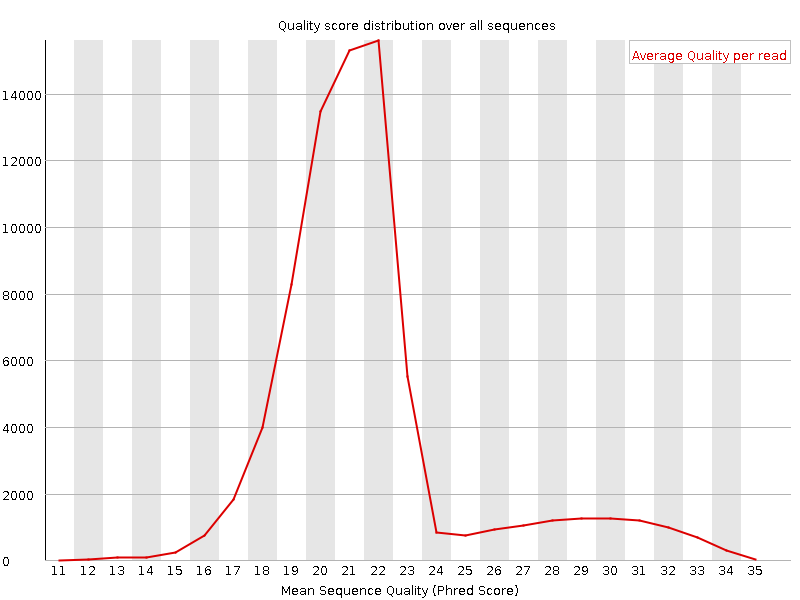 Quality score distribution over all sequences
Average Quality per read
14000
12000
10000
8000
6000
4000
2000
0
11 12 13 14 15 16 17 18 19 20 21 22 23 24 25 26 27 28 29 30 31 32 33 34 35
Mean Sequence Quality (Phred Score)